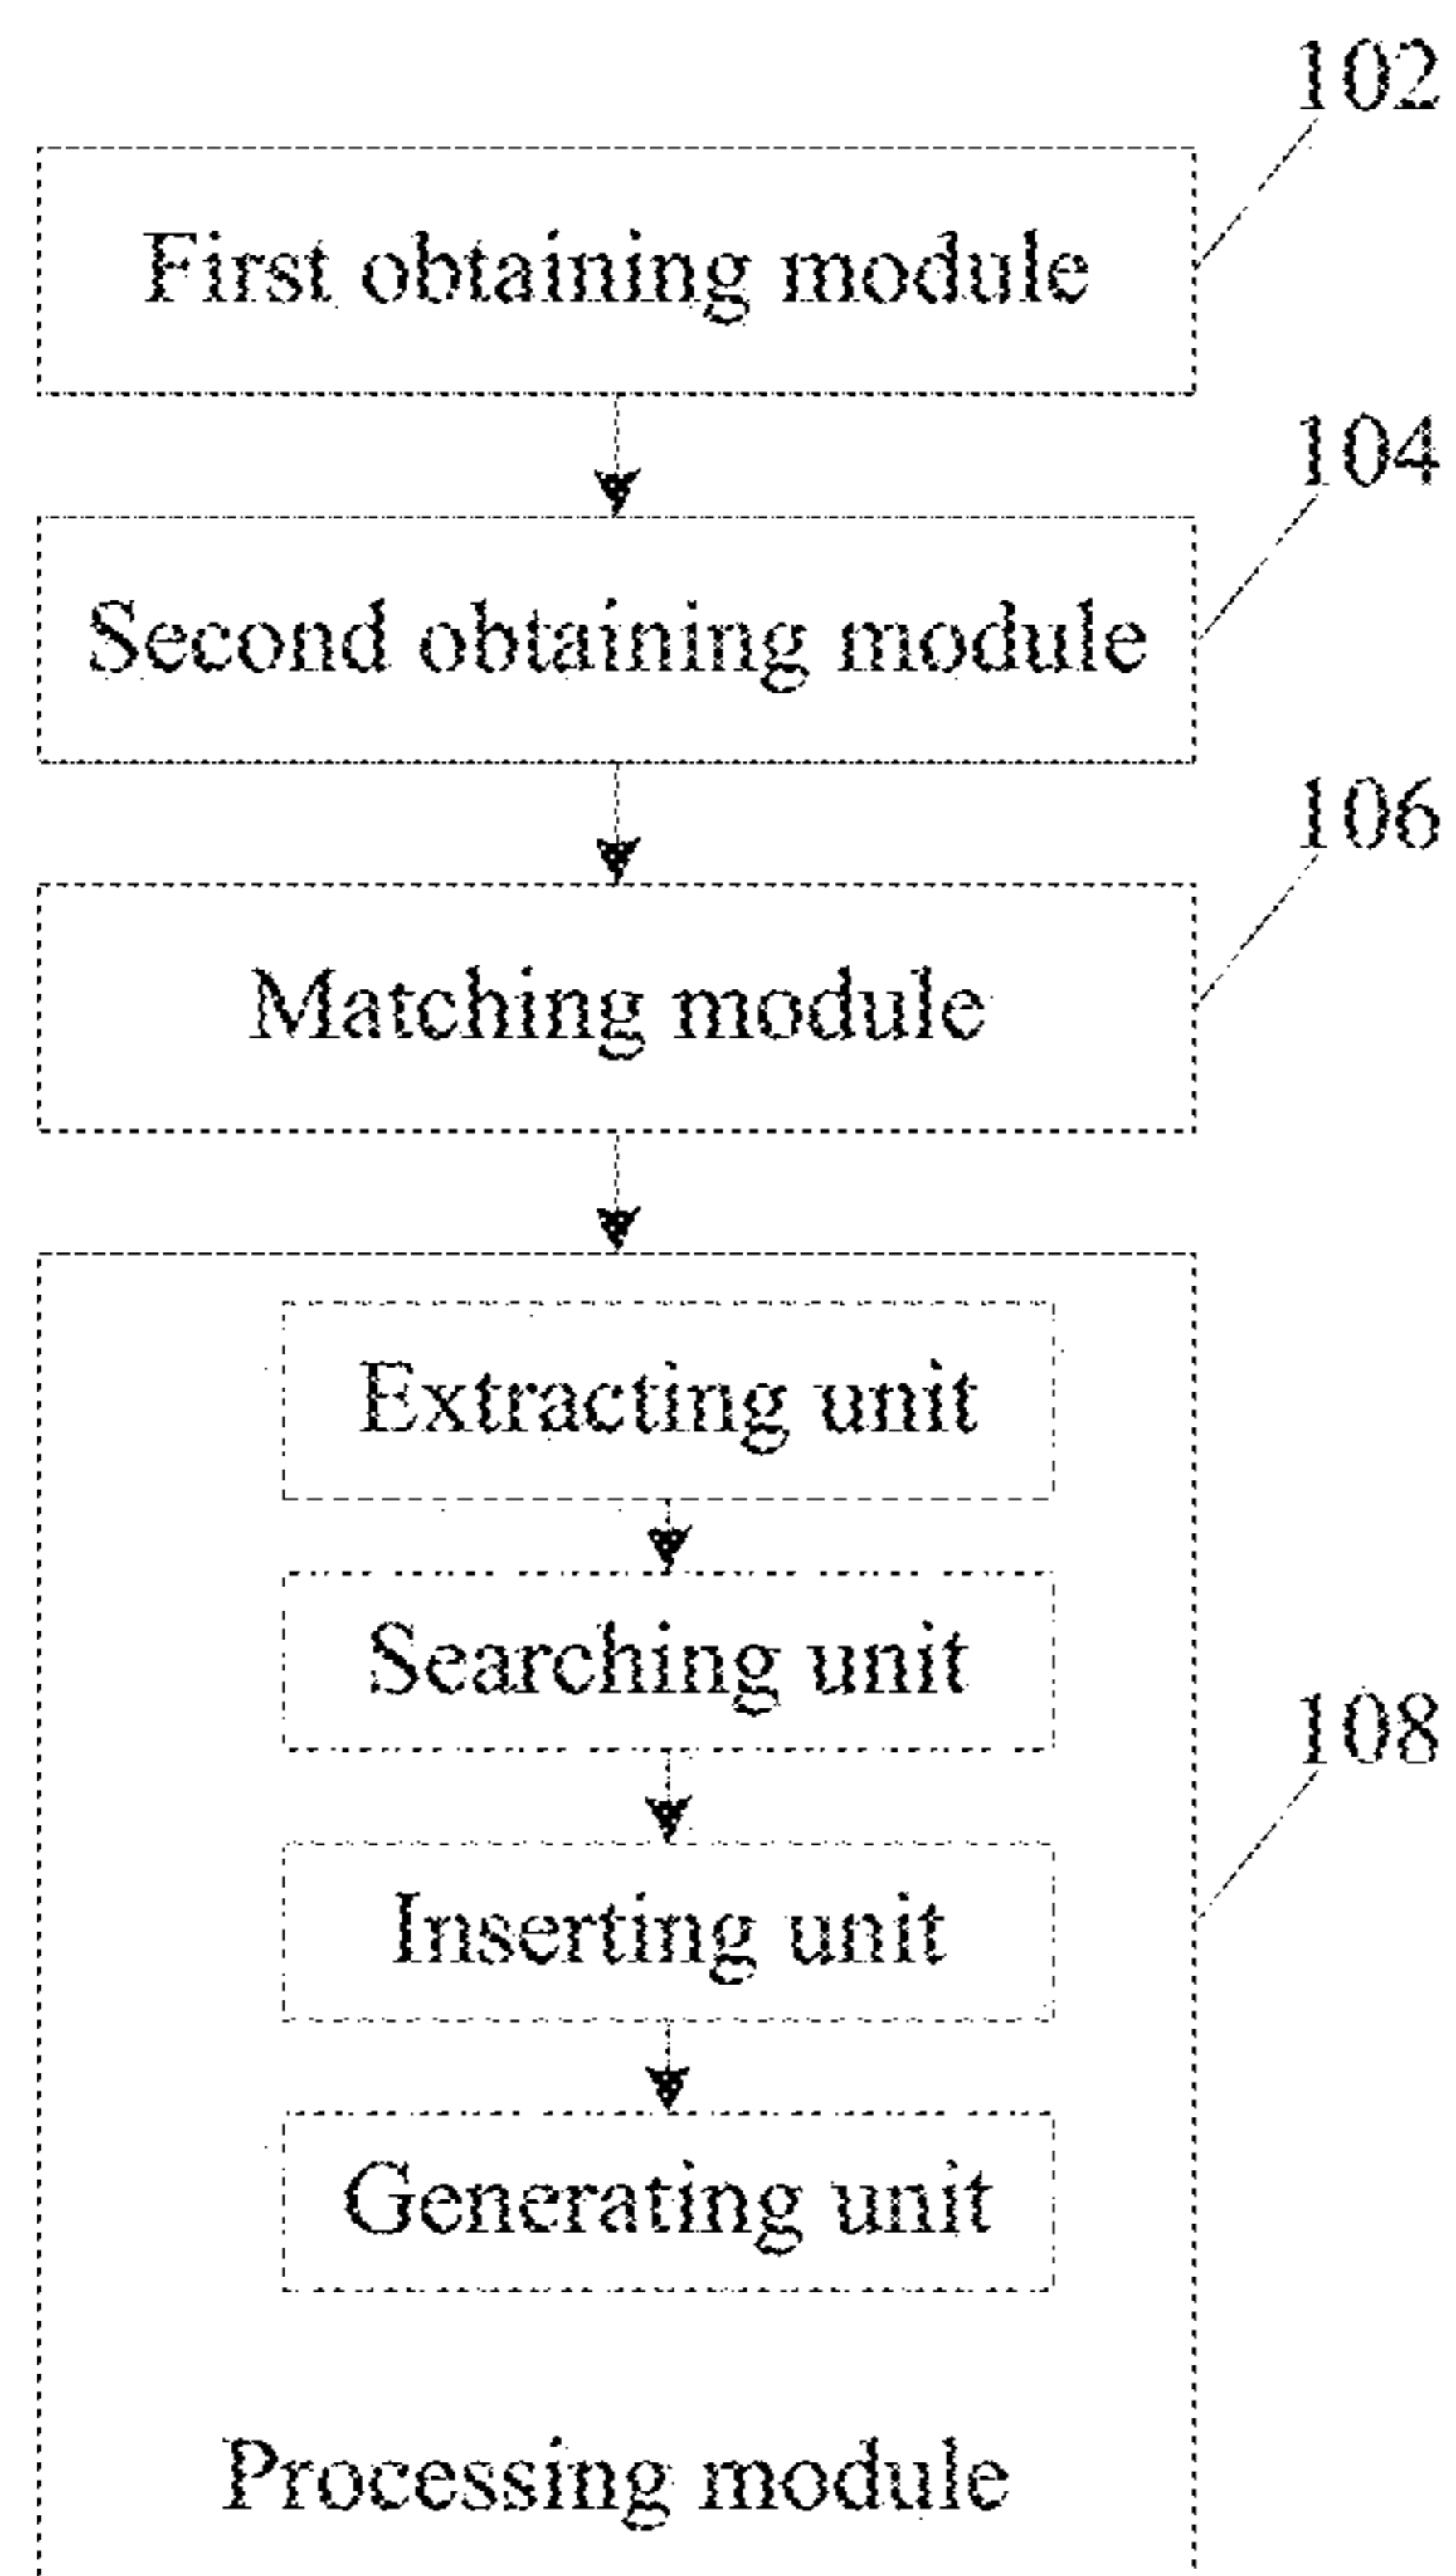 102
First obtaining module
104
Second obtaining module
106
Matching module
Extracting unit
Searching unit
108
Inserting unit
Generating unit
Processing module